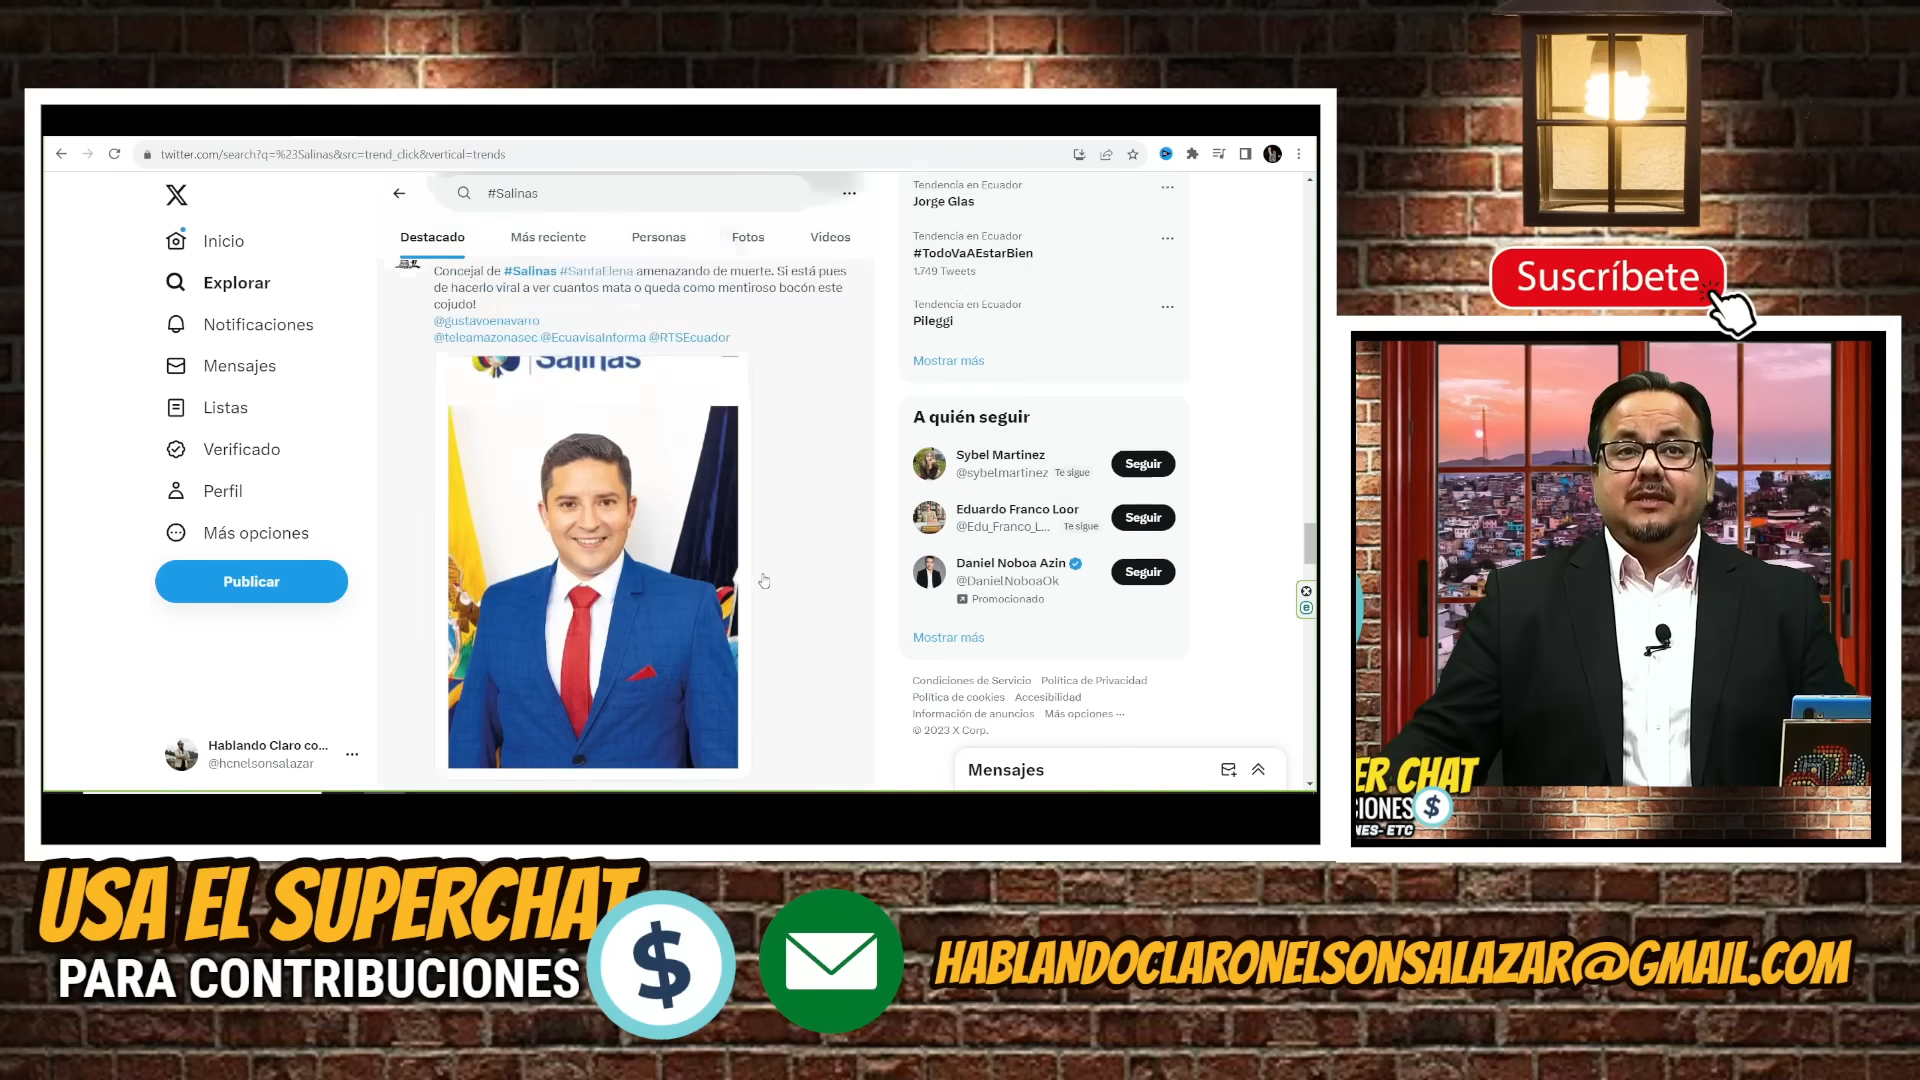 twitter.com/search?q=%23Salinas&src=trend_click&vertical=trends
#Salinas
Destacado
Más reciente
Personas
Fotos
Videos
Inicio
Explorar
Notificaciones
Mensajes
Listas
Verificado
Perfil
Más opciones
Publicar
Hablando Claro co...
@hcnelsonsalazar
Concejal de #Salinas #SantaElena amenazando de muerte. Si está pues
de hacerlo viral a ver cuantos mata o queda como mentiroso bocón este
cojudo!
@gustavoenavarro
@teleamazonasec @EcuavisaInforma @RTSEcuador
Salinas
Tendencia en Ecuador
Jorge Glas
Tendencia en Ecuador
#TodoVaAEstarBien
1.749 Tweets
Tendencia en Ecuador
Pileggi
Mostrar más
A quién seguir
Sybel Martinez
@sybelmartinez Te sigue
Seguir
Eduardo Franco Loor
@Edu_Franco_L... Te sigue
Seguir
Daniel Noboa Azin
@DanielNoboaOk
Promocionado
Seguir
Mostrar más
Condiciones de Servicio Política de Privacidad
Política de cookies Accesibilidad
Información de anuncios Más opciones ...
© 2023 X Corp.
Mensajes
Suscríbete
ER CHAT
IONES $
NES- ETC
USA EL SUPERCHAT
PARA CONTRIBUCIONES
$
HABLANDOCLARONELSONSALAZAR@GMAIL.COM